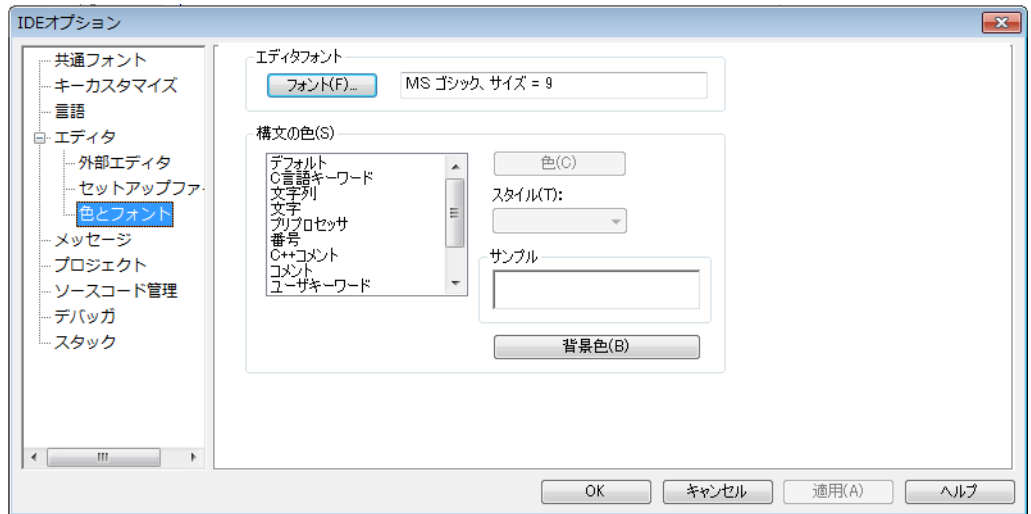 IDEオプション
共通フォント
キーカスタマイズ
言語
エディタ
外部エディタ
セットアップファ
色とフォント
メッセージ
プロジェクト
ソースコード管理
デバッガ
スタック
エディタフォント
フォント(F)...
MS ゴシック、サイズ = 9
構文の色(S)
デフォルト
C言語キーワード
文字列
文字
プリプロセッサ
番号
C++コメント
コメント
ユーザキーワード
色(C)
スタイル(T):
サンプル
背景色(B)
OK
キャンセル
適用(A)
ヘルプ